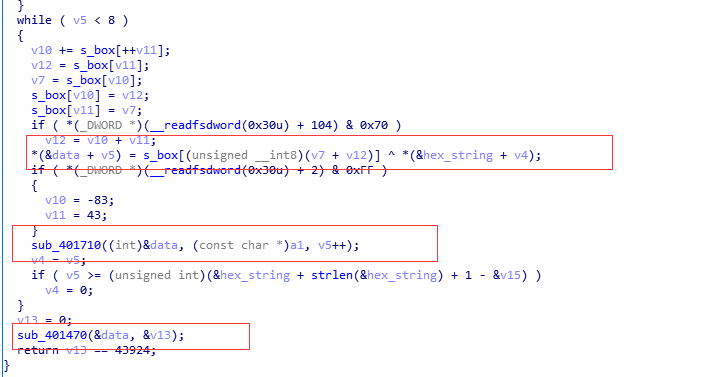 }
while ( v5 < 8 )
{
v10 += s_box[++v11];
v12 = s_box[v11];
v7 = s_box[v10];
s_box[v10] = v12;
s_box[v11] = v7;
if ( *(_DWORD *)(__readfsdword(0x30u) + 104) & 0x70 )
v12 = v10 + v11;
*(&data + v5) = s_box[(unsigned __int8)(v7 + v12)] ^ *(&hex_string + v4);
if ( *(_DWORD *)(__readfsdword(0x30u) + 2) & 0xFF )
{
v10 = -83;
v11 = 43;
}
sub_401710((int)&data, (const char *)a1, v5++);
v4 = v5;
if ( v5 >= (unsigned int)(&hex_string + strlen(&hex_string) + 1 - &v15) )
v4 = 0;
}
v13 = 0;
sub_401470(&data, &v13);
return v13 == 43924;
}